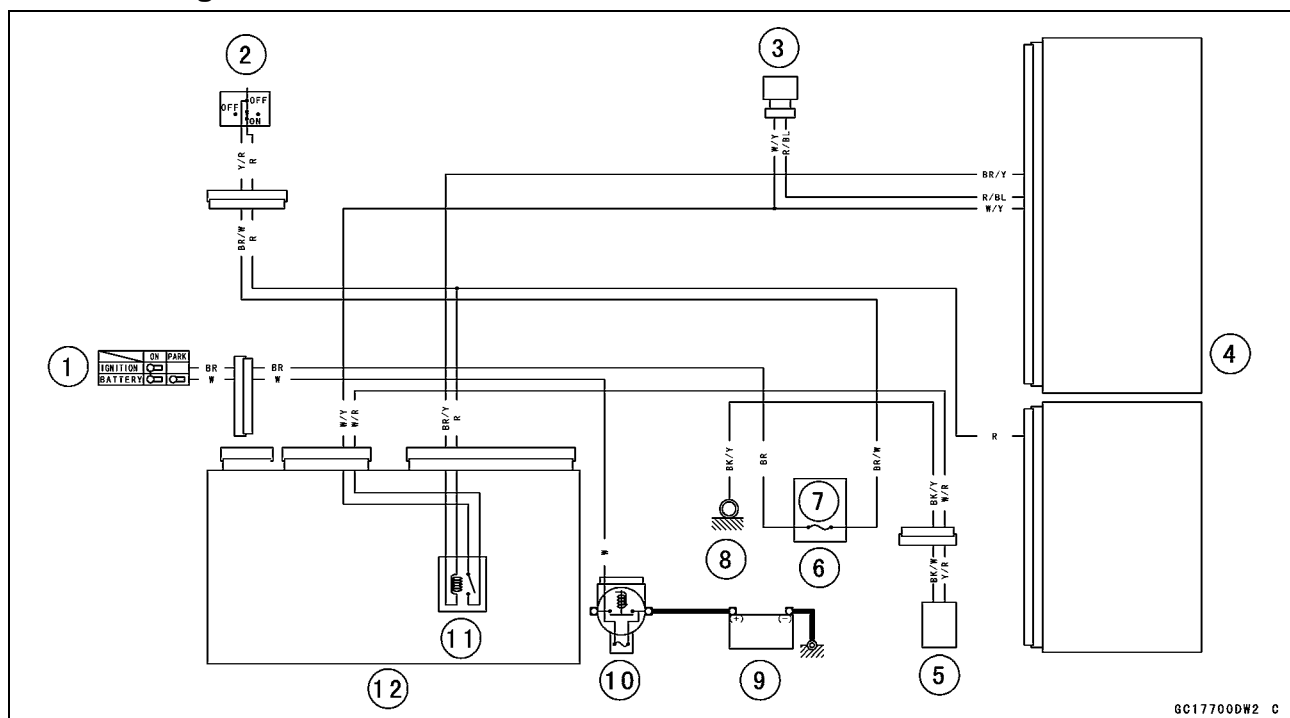 2
3
OFF
OFF
ON
Y/R
R
W/Y
R/BL
BR/Y
R/BL
W/Y
BR/W
R
4
1
ON PARK
IGNITION
BATTERY
BR
W
BR
W
W/Y
W/R
BR/Y
R
BK/Y
BR
BR/W
R
BK/Y
W/R
7
8
6
W
BK/W
Y/R
(+)
(-)
11
12
10
9
5
GC17700DW2 C